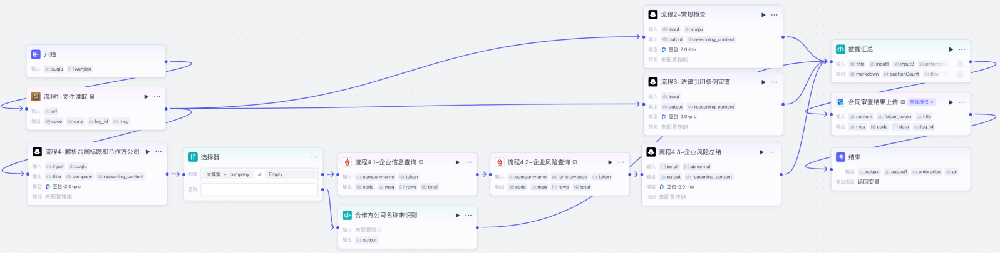 开始
输入 str.xuqiu wenjian
流程1-文件读取
输入 str.url
输出 NO code str.data str.log_id str.msg
流程4-解析合同标题和合作方公司
输入 str.input str.xuqiu
输出 str.title str.company str.reasoning_content
模型 豆包·2.0·pro
技能 未配置技能
IF 选择器
如果 大模型 - company ≠ Empty
否则
流程4.1-企业信息查询
输入 str.companyname str.token
输出 NO code str.msg [{}] rows NO total
合作方公司名称未识别
输入 未配置输入
输出 str.output
流程4.2-企业风险查询
输入 str.companyname int.ishistorycode str.token
输出 NO code str.msg [{}] rows NO total
流程2-常规检查
输入 str.input str.xuqiu
输出 str.output str.reasoning_content
模型 豆包·2.0·lite
技能 未配置技能
流程3-法律引用条例审查
输入 str.input
输出 str.output str.reasoning_content
模型 豆包·2.0·pro
技能 未配置技能
流程4.3-企业风险总结
输入 [{}] detail [{}] abnormal
输出 str.output str.reasoning_content
模型 豆包·2.0·lite
技能 未配置技能
数据汇总
输入 str.title str.input1 str.input2 str.enterpris
输出 str.markdown int.sectionCount str.title
合同审查结果上传 单独授权
输入 str.content str.folder_token str.title
输出 str.msg NO code {} data str.log_id
结束
输出 str.output str.output1 str.enterprise str.url
输出类型 返回变量